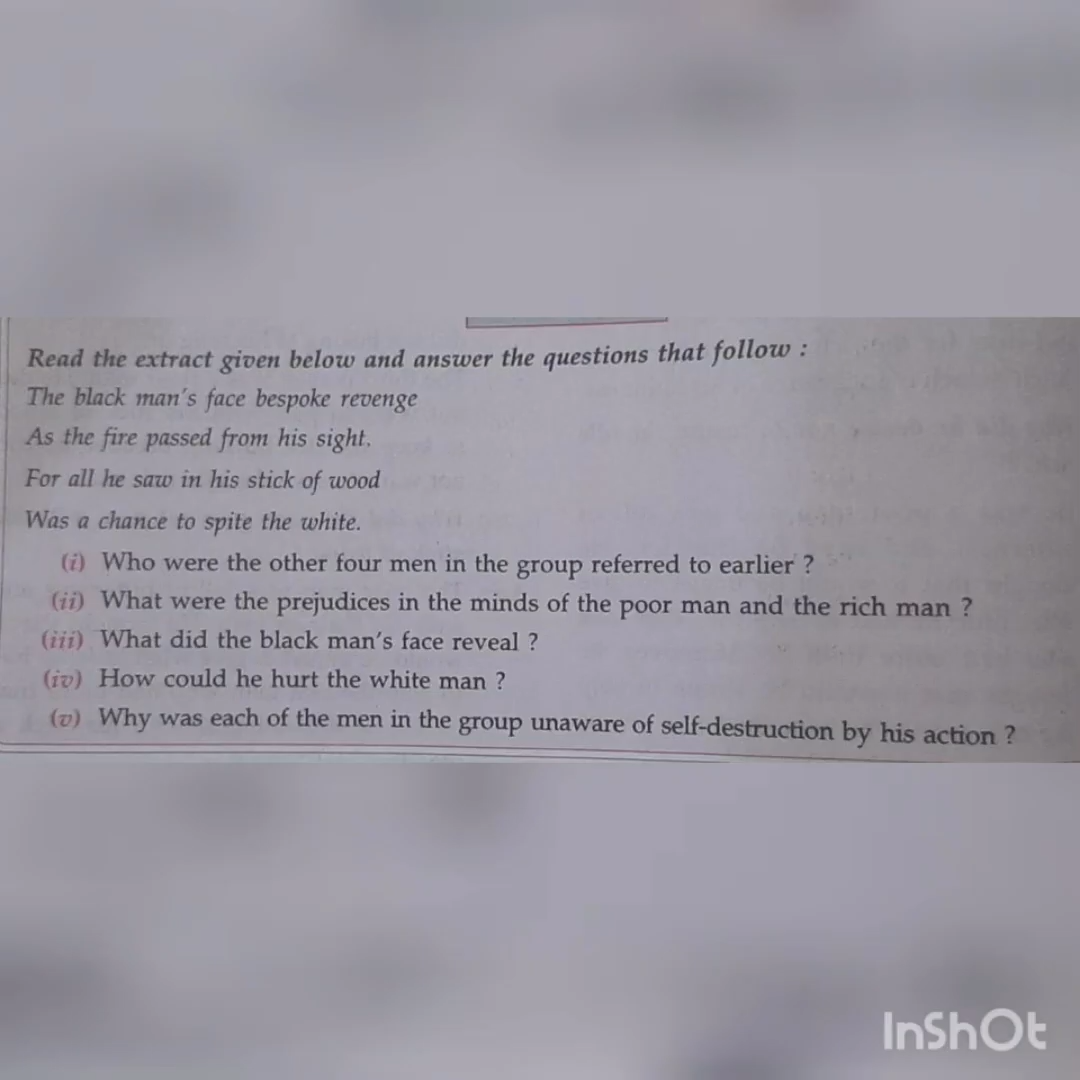 Read the extract given below and answer the questions that follow :
The black man's face bespoke revenge
As the fire passed from his sight.
For all he saw in his stick of wood
Was a chance to spite the white.
(i) Who were the other four men in the group referred to earlier ?
(ii) What were the prejudices in the minds of the poor man and the rich man ?
(iii) What did the black man's face reveal ?
(iv) How could he hurt the white man ?
(v) Why was each of the men in the group unaware of self-destruction by his action ?
InShOt